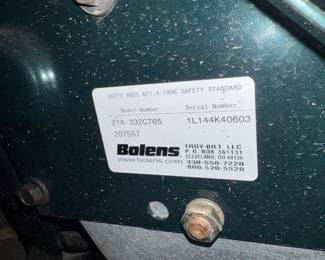 MEETS ANSI B71.8-1996 SAFETY STANDARD
Model Number Serial Number
21A-332C765 1L144K40603
207557
Bolens TROY-BILT LLC
P.O. BOX 361131
CLEVELAND, OH 44136
www.bolens.com 330-558-7220
800-520-5520